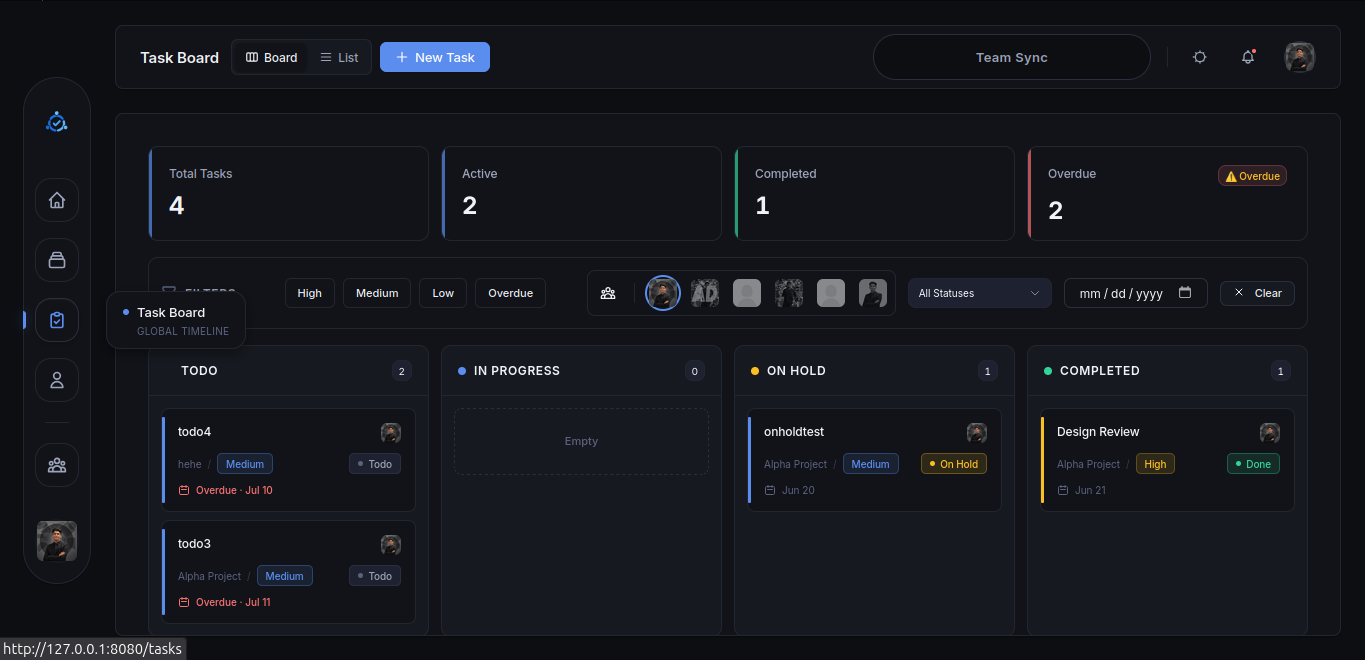 Task Board
Board
List
+ New Task
Team Sync
Total Tasks
4
Active
2
Completed
1
Overdue
Overdue
2
FILTERS
High
Medium
Low
Overdue
AD
All Statuses
mm / dd / yyyy
Clear
Task Board
GLOBAL TIMELINE
TODO
2
IN PROGRESS
0
ON HOLD
1
COMPLETED
1
todo4
hehe / Medium
Todo
Overdue · Jul 10
todo3
Alpha Project / Medium
Todo
Overdue · Jul 11
Empty
onholdtest
Alpha Project / Medium
On Hold
Jun 20
Design Review
Alpha Project / High
Done
Jun 21
http://127.0.0.1:8080/tasks